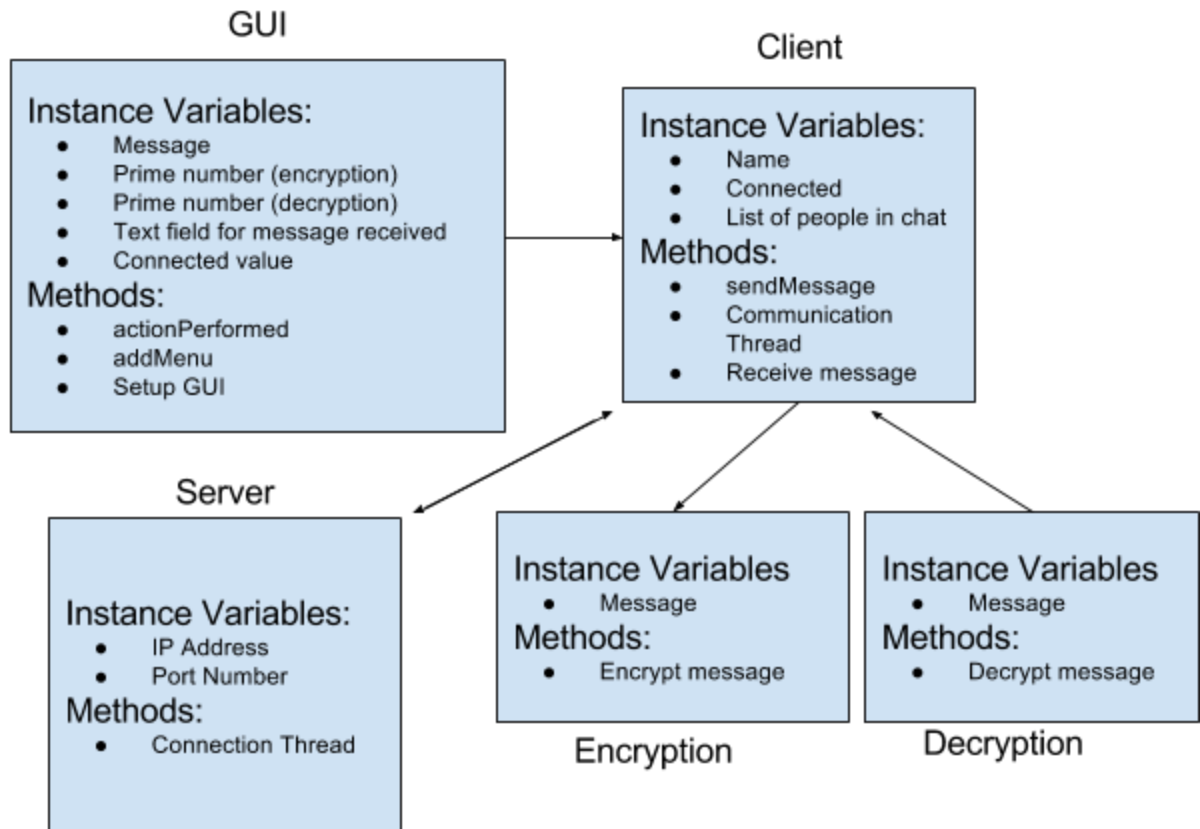 GUI
Instance Variables:
● Message
● Prime number (encryption)
● Prime number (decryption)
● Text field for message received
● Connected value
Methods:
● actionPerformed
● addMenu
● Setup GUI
Client
Instance Variables:
● Name
● Connected
● List of people in chat
Methods:
● sendMessage
● Communication
Thread
● Receive message
Server
Instance Variables:
● IP Address
● Port Number
Methods:
● Connection Thread
Instance Variables
● Message
Methods:
● Encrypt message
Encryption
Instance Variables
● Message
Methods:
● Decrypt message
Decryption